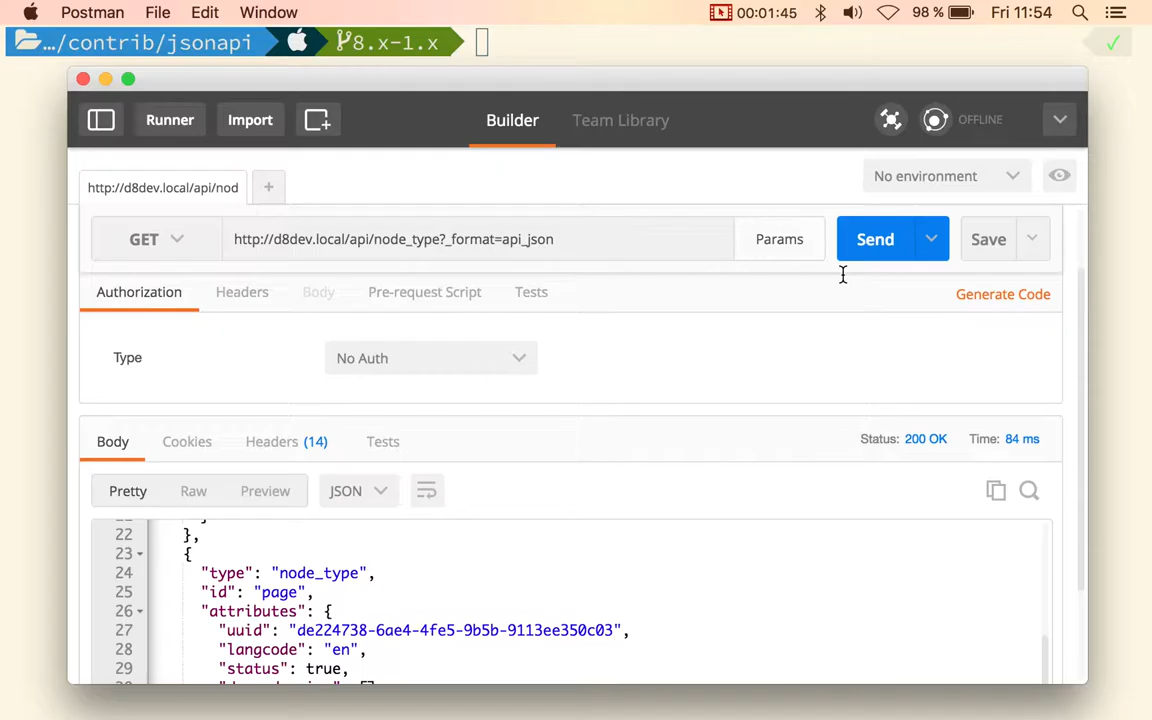 Postman File Edit Window 00:01:45 98 % Fri 11:54
.../contrib/jsonapi 8.x-1.x
Runner Import Builder Team Library OFFLINE
http://d8dev.local/api/nod + No environment
GET http://d8dev.local/api/node_type?_format=api_json Params Send Save
Authorization Headers Body Pre-request Script Tests Generate Code
Type No Auth
Body Cookies Headers (14) Tests Status: 200 OK Time: 84 ms
Pretty Raw Preview JSON
22 },
23 {
24 "type": "node_type",
25 "id": "page",
26 "attributes": {
27 "uuid": "de224738-6ae4-4fe5-9b5b-9113ee350c03",
28 "langcode": "en",
29 "status": true,